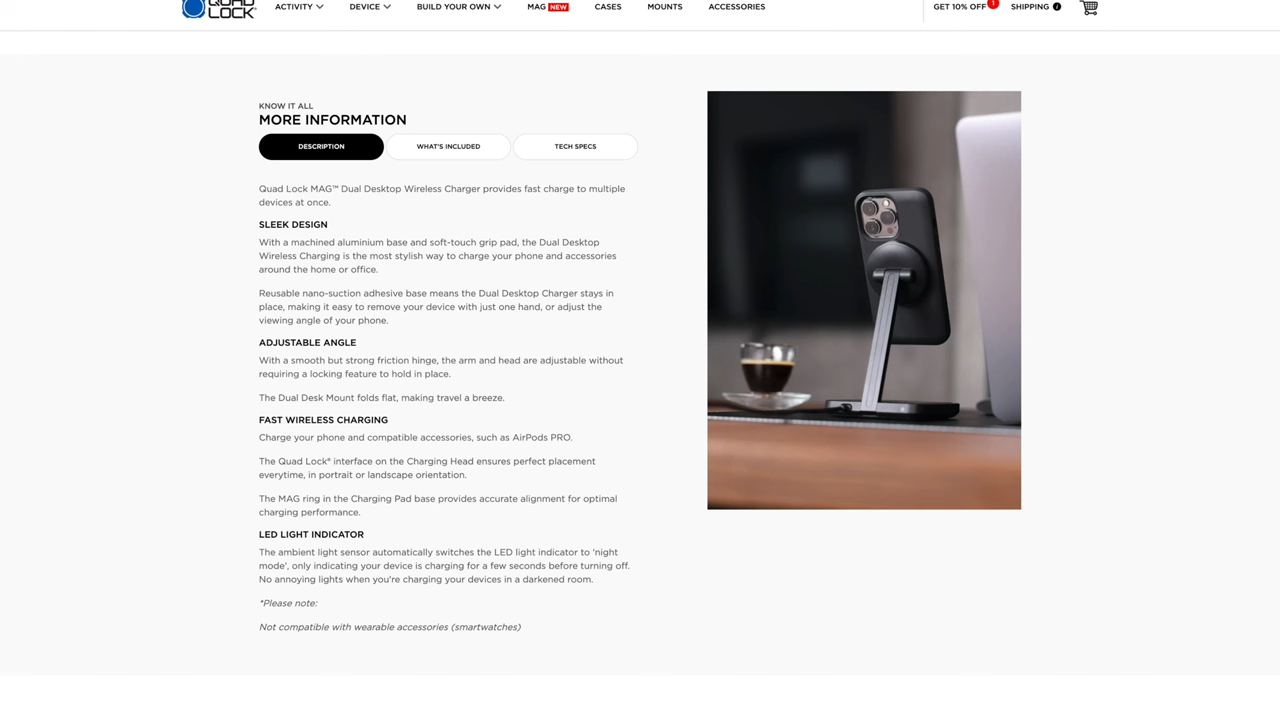 QUAD LOCK
ACTIVITY DEVICE BUILD YOUR OWN MAG NEW CASES MOUNTS ACCESSORIES GET 10% OFF 1 SHIPPING i
KNOW IT ALL
MORE INFORMATION
DESCRIPTION WHAT'S INCLUDED TECH SPECS
Quad Lock MAG™ Dual Desktop Wireless Charger provides fast charge to multiple
devices at once.
SLEEK DESIGN
With a machined aluminium base and soft-touch grip pad, the Dual Desktop
Wireless Charging is the most stylish way to charge your phone and accessories
around the home or office.
Reusable nano-suction adhesive base means the Dual Desktop Charger stays in
place, making it easy to remove your device with just one hand, or adjust the
viewing angle of your phone.
ADJUSTABLE ANGLE
With a smooth but strong friction hinge, the arm and head are adjustable without
requiring a locking feature to hold in place.
The Dual Desk Mount folds flat, making travel a breeze.
FAST WIRELESS CHARGING
Charge your phone and compatible accessories, such as AirPods PRO.
The Quad Lock® interface on the Charging Head ensures perfect placement
everytime, in portrait or landscape orientation.
The MAG ring in the Charging Pad base provides accurate alignment for optimal
charging performance.
LED LIGHT INDICATOR
The ambient light sensor automatically switches the LED light indicator to ‘night
mode’, only indicating your device is charging for a few seconds before turning off.
No annoying lights when you’re charging your devices in a darkened room.
*Please note:
Not compatible with wearable accessories (smartwatches)